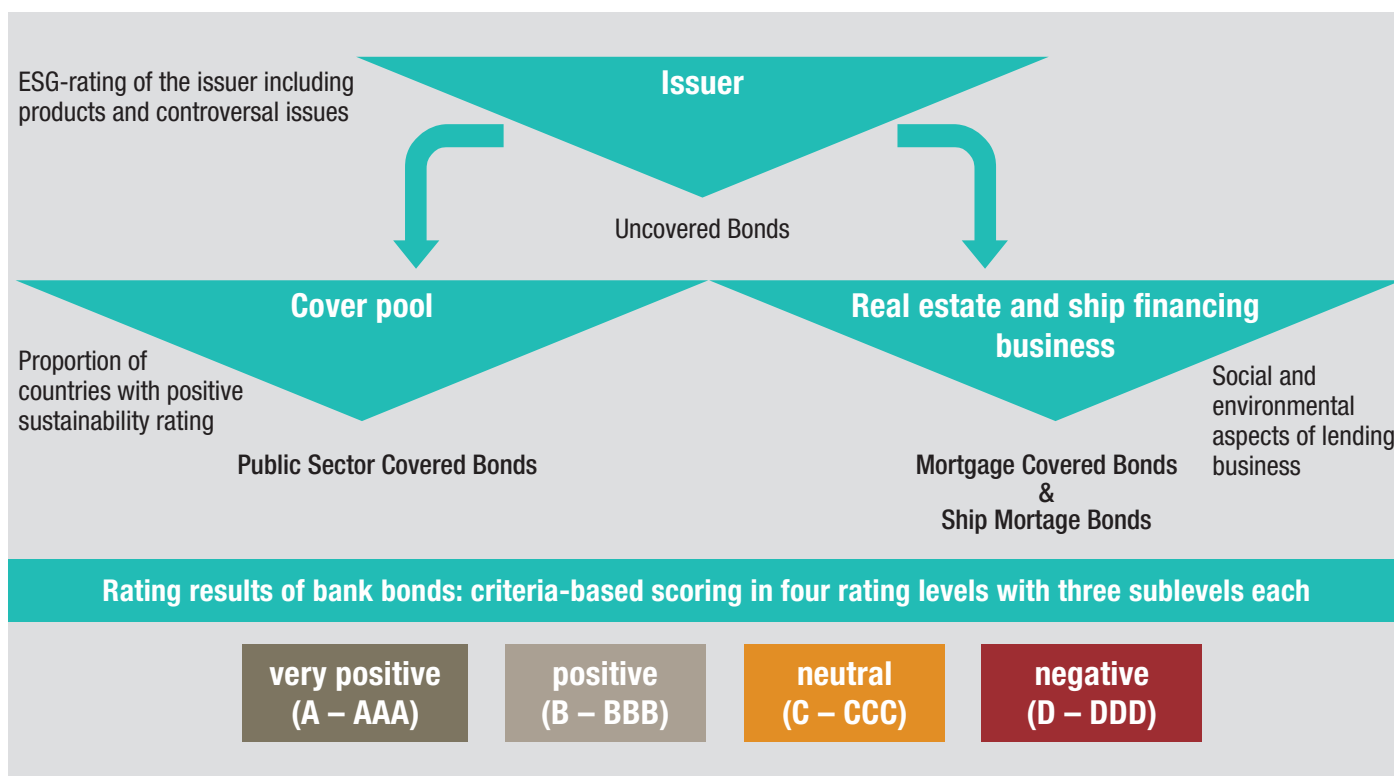 ESG-rating of the issuer including
products and controversal issues
Issuer
Uncovered Bonds
Cover pool
Proportion of
countries with positive
sustainability rating
Public Sector Covered Bonds
Real estate and ship financing
business
Social and
environmental
aspects of lending
business
Mortgage Covered Bonds
&
Ship Mortage Bonds
Rating results of bank bonds: criteria-based scoring in four rating levels with three sublevels each
very positive
(A – AAA)
positive
(B – BBB)
neutral
(C – CCC)
negative
(D – DDD)